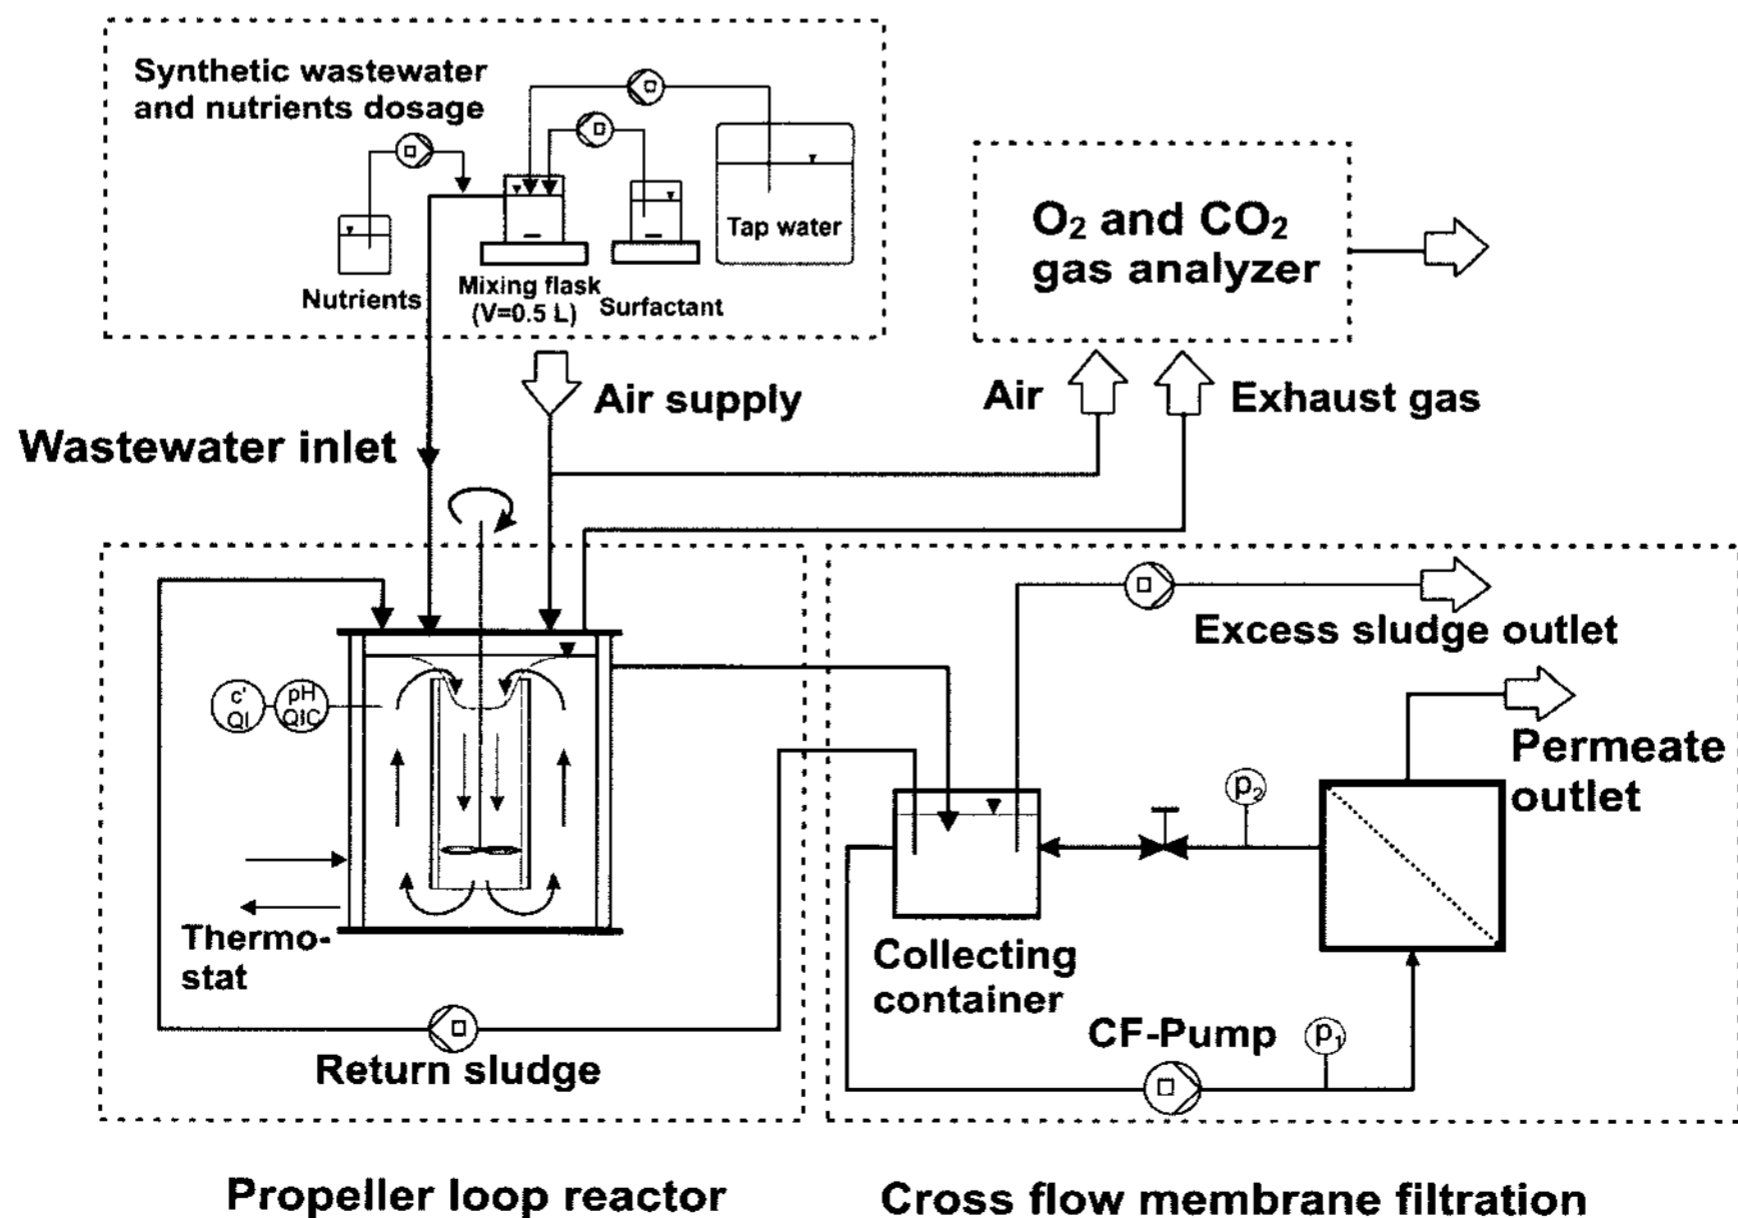 Synthetic wastewater
and nutrients dosage
Tap water
Nutrients
Mixing flask
(V=0.5 L)
Surfactant
O₂ and CO₂
gas analyzer
Air supply
Air
Exhaust gas
Wastewater inlet
Excess sludge outlet
c'
QI
pH
QIC
Permeate
outlet
p₂
Thermo-
stat
Collecting
container
CF-Pump
p₁
Return sludge
Propeller loop reactor
Cross flow membrane filtration